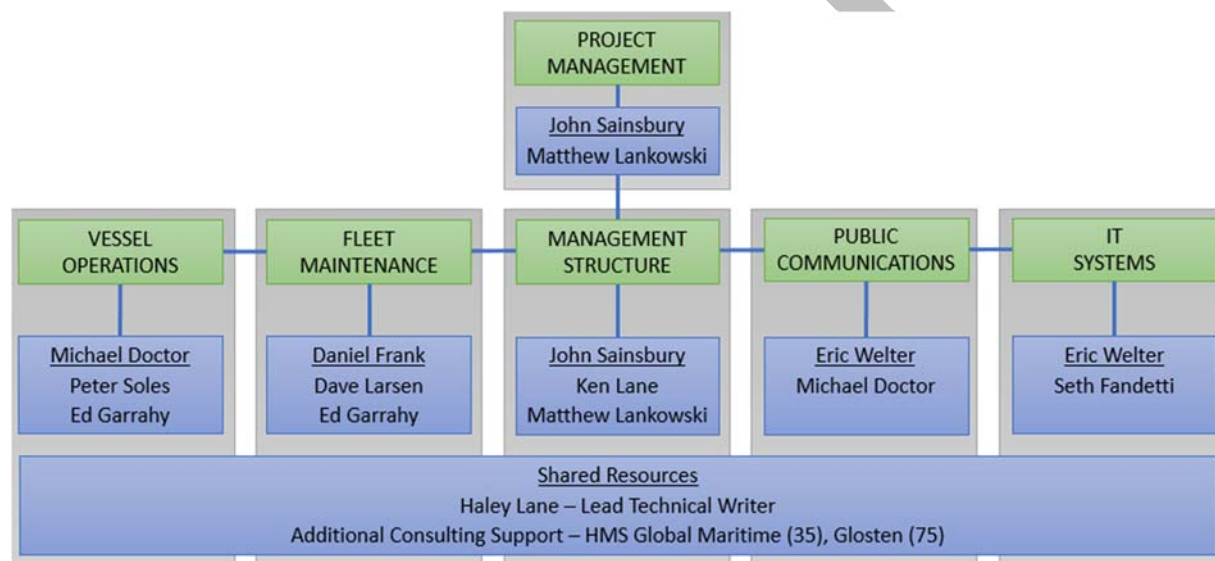 PROJECT
MANAGEMENT
John Sainsbury
Matthew Lankowski
VESSEL
OPERATIONS
Michael Doctor
Peter Soles
Ed Garrahy
FLEET
MAINTENANCE
Daniel Frank
Dave Larsen
Ed Garrahy
MANAGEMENT
STRUCTURE
John Sainsbury
Ken Lane
Matthew Lankowski
PUBLIC
COMMUNICATIONS
Eric Welter
Michael Doctor
IT
SYSTEMS
Eric Welter
Seth Fandetti
Shared Resources
Haley Lane – Lead Technical Writer
Additional Consulting Support – HMS Global Maritime (35), Glosten (75)